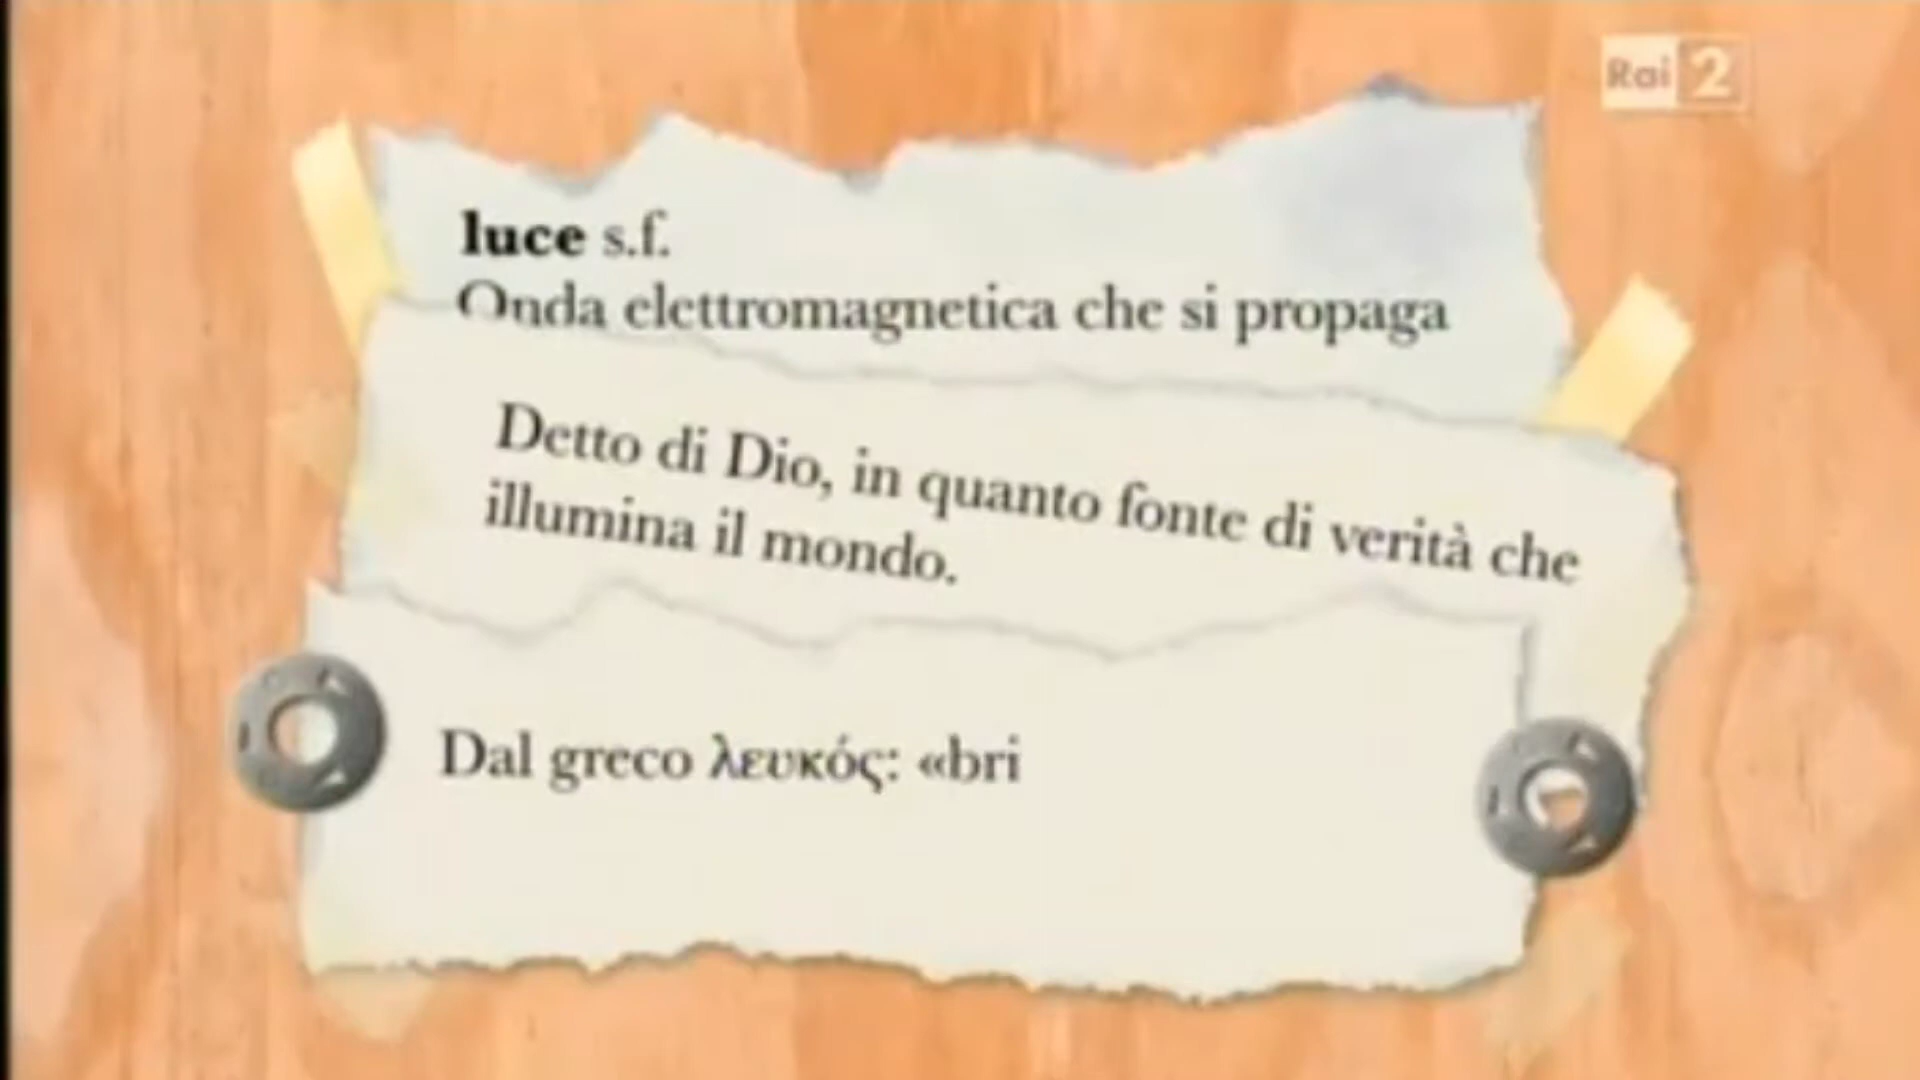 Rai 2
luce s.f.
Onda elettromagnetica che si propaga
Detto di Dio, in quanto fonte di verità che
illumina il mondo.
Dal greco λευκός: «bri